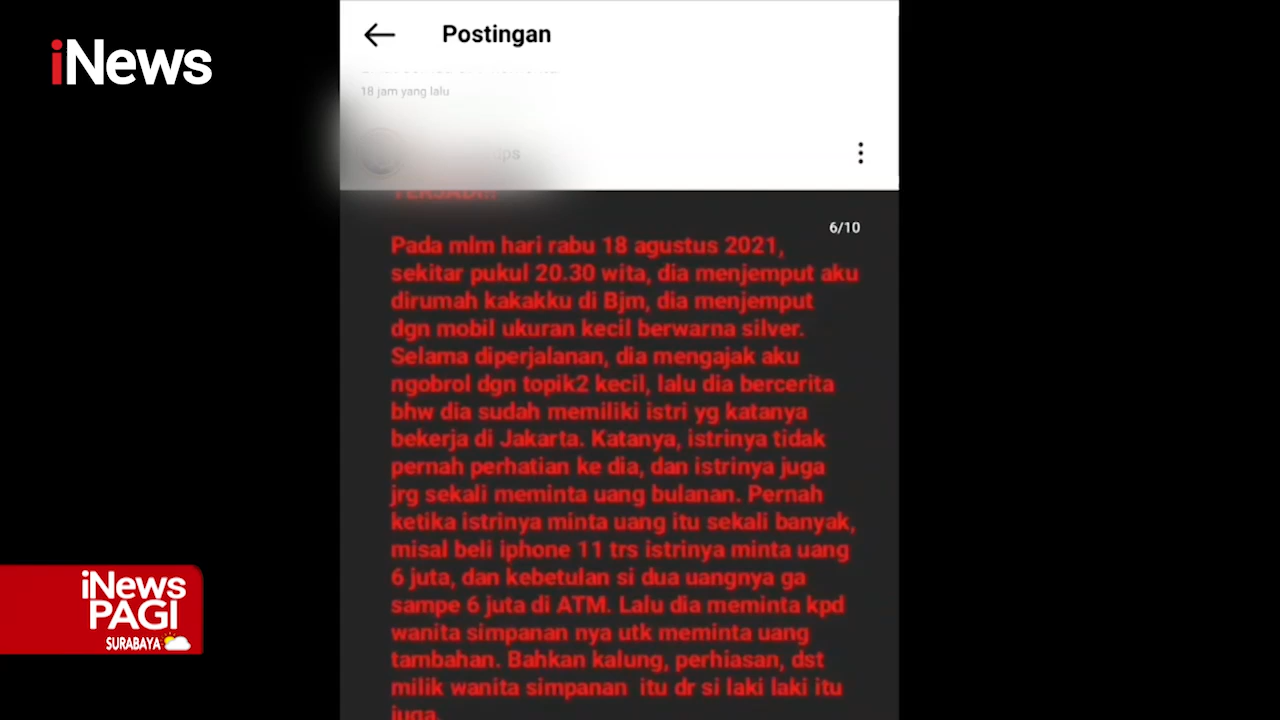 iNews
Postingan
18 jam yang lalu
TERJADI!!
6/10
Pada mlm hari rabu 18 agustus 2021,
sekitar pukul 20.30 wita, dia menjemput aku
dirumah kakakku di Bjm, dia menjemput
dgn mobil ukuran kecil berwarna silver.
Selama diperjalanan, dia mengajak aku
ngobrol dgn topik2 kecil, lalu dia bercerita
bhw dia sudah memiliki istri yg katanya
bekerja di Jakarta. Katanya, istrinya tidak
pernah perhatian ke dia, dan istrinya juga
jrg sekali meminta uang bulanan. Pernah
ketika istrinya minta uang itu sekali banyak,
misal beli iphone 11 trs istrinya minta uang
6 juta, dan kebetulan si dua uangnya ga
sampe 6 juta di ATM. Lalu dia meminta kpd
wanita simpanan nya utk meminta uang
tambahan. Bahkan kalung, perhiasan, dst
milik wanita simpanan itu dr si laki laki itu
juga.
iNews
PAGI
SURABAYA